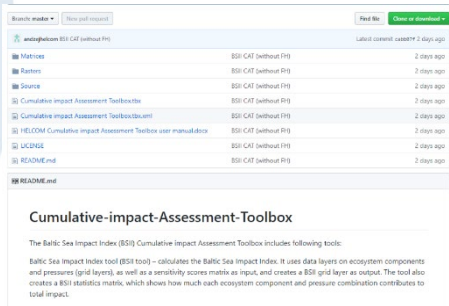 Branch: master
New pull request
Find file
Clone or download
andzejhelcom BSII CAT (without FH)
Latest commit 2 days ago
Matrices BSII CAT (without FH) 2 days ago
Rasters BSII CAT (without FH) 2 days ago
Source BSII CAT (without FH) 2 days ago
Cumulative impact Assessment Toolbox.tbx BSII CAT (without FH) 2 days ago
Cumulative impact Assessment Toolbox.tbx.xml BSII CAT (without FH) 2 days ago
HELCOM Cumulative impact Assessment Toolbox user manual.docx BSII CAT (without FH) 2 days ago
LICENSE BSII CAT (without FH) 2 days ago
README.md BSII CAT (without FH) 2 days ago
README.md
Cumulative-impact-Assessment-Toolbox
The Baltic Sea Impact Index (BSII) Cumulative impact Assessment Toolbox includes following tools:
Baltic Sea Impact Index tool (BSII tool) – calculates the Baltic Sea Impact Index. It uses data layers on ecosystem components
and pressures (grid layers), as well as a sensitivity scores matrix as input, and creates a BSII grid layer as output. The tool also
creates a BSII statistics matrix, which shows how much each ecosystem component and pressure combination contributes to
total impact.